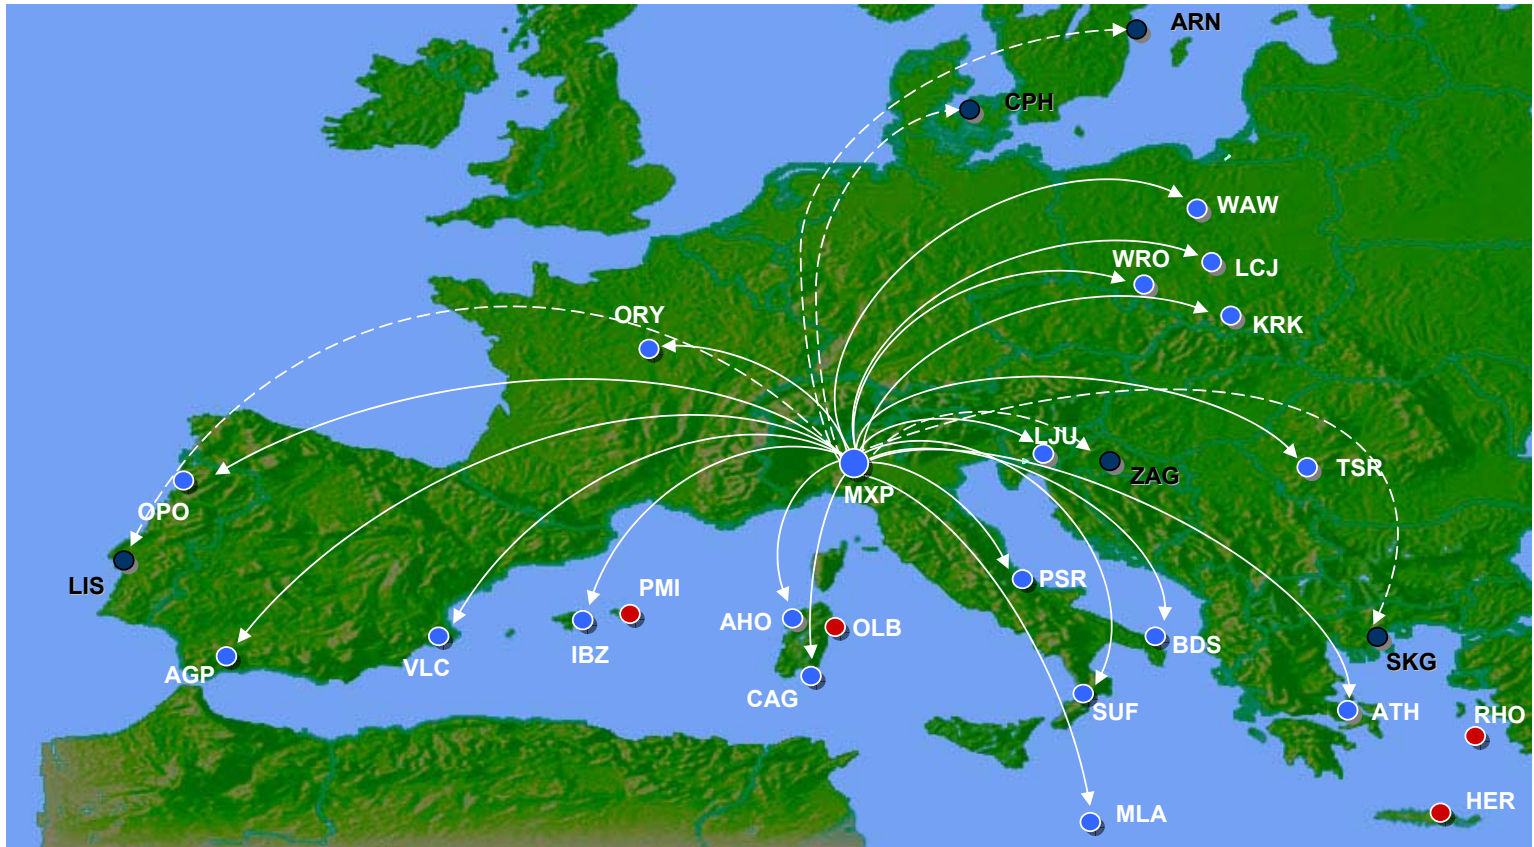 ARN
CPH
WAW
WRO
LCJ
ORY
KRK
LJU
TSR
ZAG
MXP
OPO
LIS
PSR
PMI
AHO
OLB
BDS
IBZ
VLC
AGP
SKG
CAG
SUF
ATH
RHO
HER
MLA